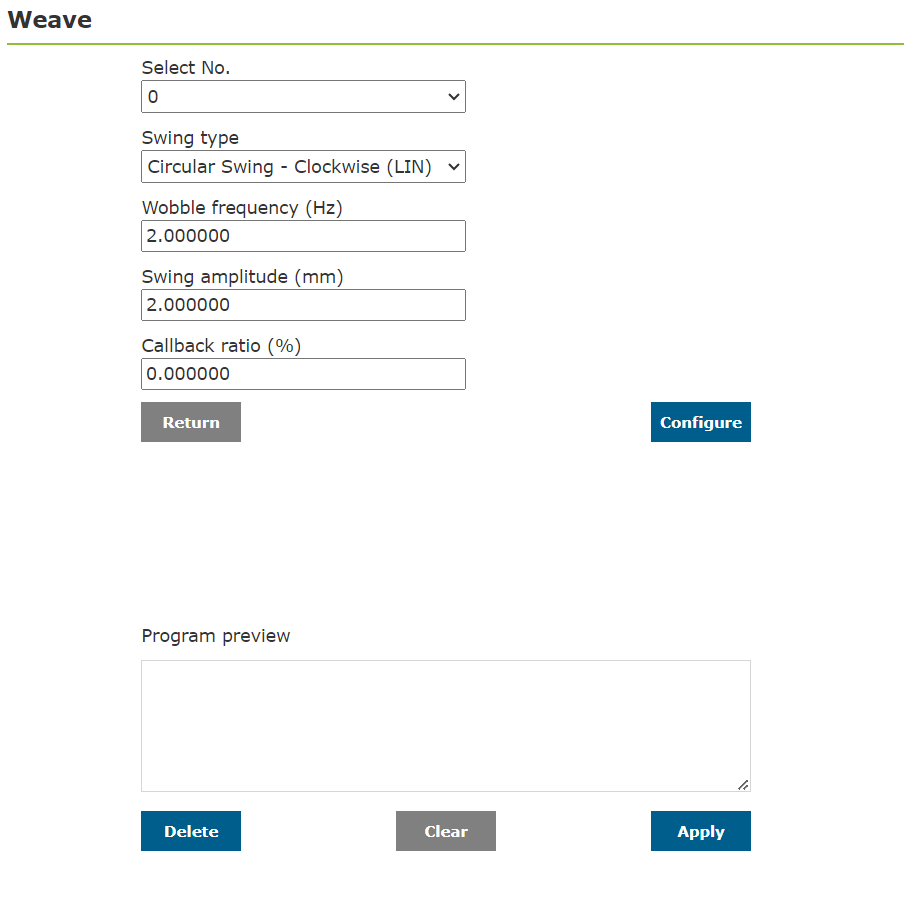 Weave
Select No.
0
Swing type
Circular Swing - Clockwise (LIN)
Wobble frequency (Hz)
2.000000
Swing amplitude (mm)
2.000000
Callback ratio (%)
0.000000
Return Configure
Program preview
Delete Clear Apply